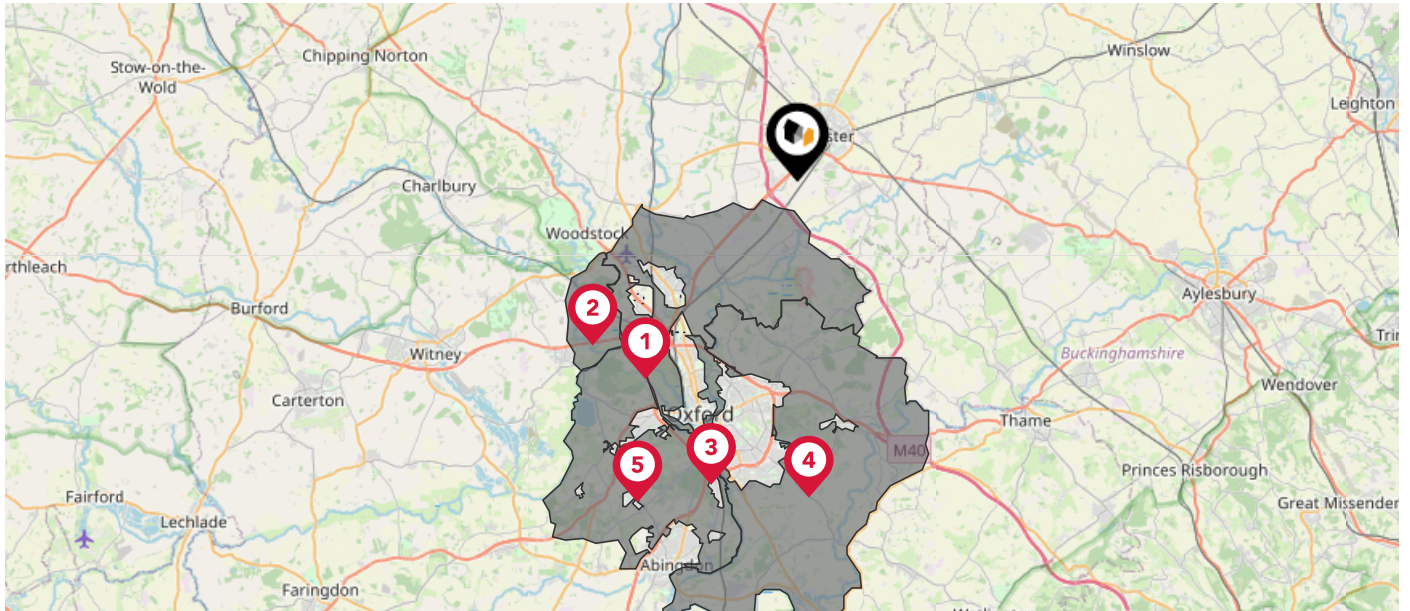 Winslow
Chipping Norton
Stow-on-the-
Wold
Leighton
ster
Charlbury
Woodstock
rthleach
Aylesbury
2
Burford
1
Trin
Witney
Buckinghamshire
Wendover
Carterton
Oxford
Thame
3
M40
4
5
Princes Risborough
Fairford
Great Missenden
Lechlade
Abingdon
Faringdon